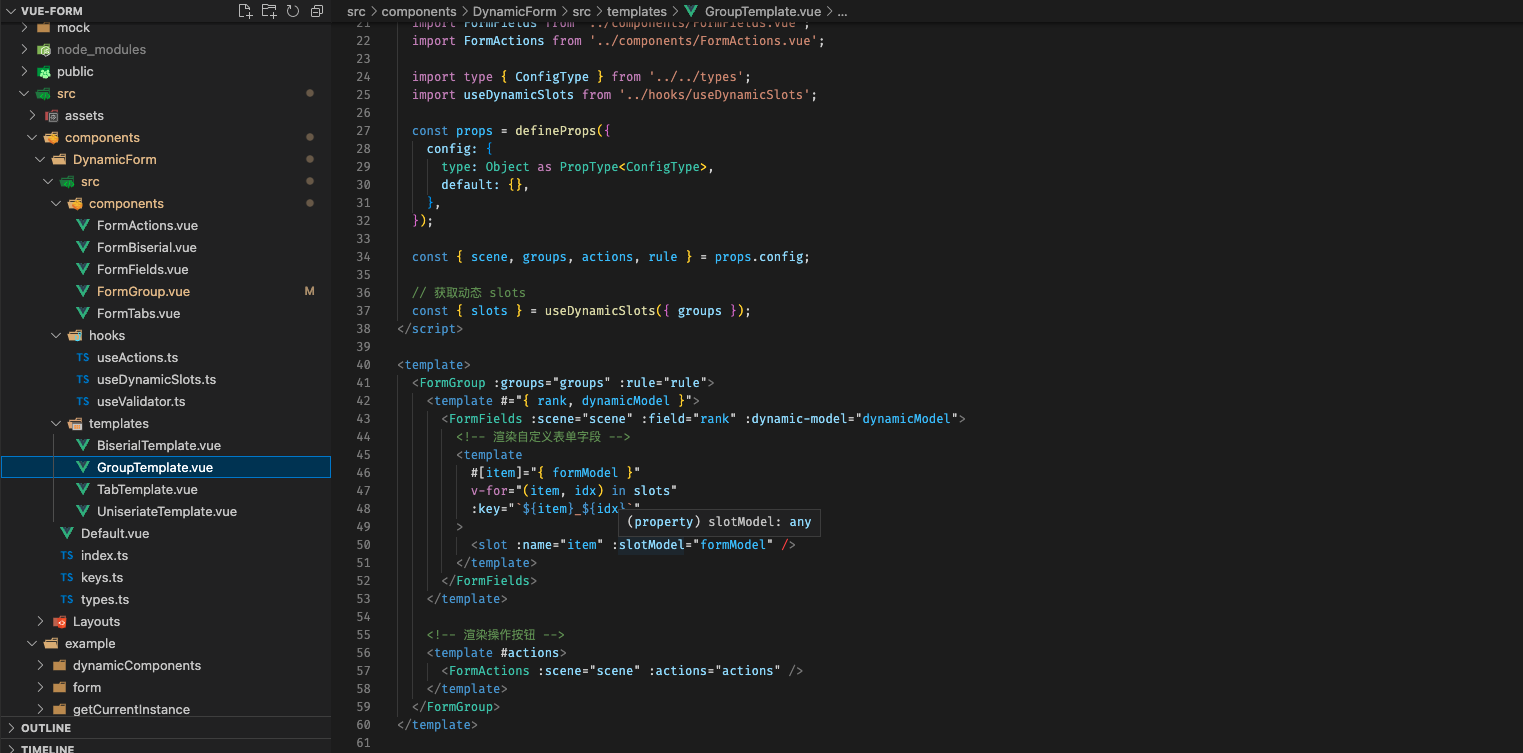 VUE-FORM
mock
node_modules
public
src
assets
components
DynamicForm
src
components
FormActions.vue
FormBiserial.vue
FormFields.vue
FormGroup.vue M
FormTabs.vue
hooks
TS useActions.ts
TS useDynamicSlots.ts
TS useValidator.ts
templates
BiserialTemplate.vue
GroupTemplate.vue
TabTemplate.vue
UniseriateTemplate.vue
Default.vue
TS index.ts
TS keys.ts
TS types.ts
Layouts
example
dynamicComponents
form
getCurrentInstance
OUTLINE
TIMELINE
src > components > DynamicForm > src > templates > GroupTemplate.vue > ...
21 import FormFields from '../components/FormFields.vue';
22 import FormActions from '../components/FormActions.vue';
23
24 import type { ConfigType } from '../../types';
25 import useDynamicSlots from '../hooks/useDynamicSlots';
26
27 const props = defineProps({
28 config: {
29 type: Object as PropType<ConfigType>,
30 default: {},
31 },
32 });
33
34 const { scene, groups, actions, rule } = props.config;
35
36 // 获取动态 slots
37 const { slots } = useDynamicSlots({ groups });
38 </script>
39
40 <template>
41 <FormGroup :groups="groups" :rule="rule">
42 <template #="{ rank, dynamicModel }">
43 <FormFields :scene="scene" :field="rank" :dynamic-model="dynamicModel">
44 <!-- 渲染自定义表单字段 -->
45 <template
46 #[item]="{ formModel }"
47 v-for="(item, idx) in slots"
48 :key="`${item}_${idx}`"
(property) slotModel: any
49 >
50 <slot :name="item" :slotModel="formModel" />
51 </template>
52 </FormFields>
53 </template>
54
55 <!-- 渲染操作按钮 -->
56 <template #actions>
57 <FormActions :scene="scene" :actions="actions" />
58 </template>
59 </FormGroup>
60 </template>
61